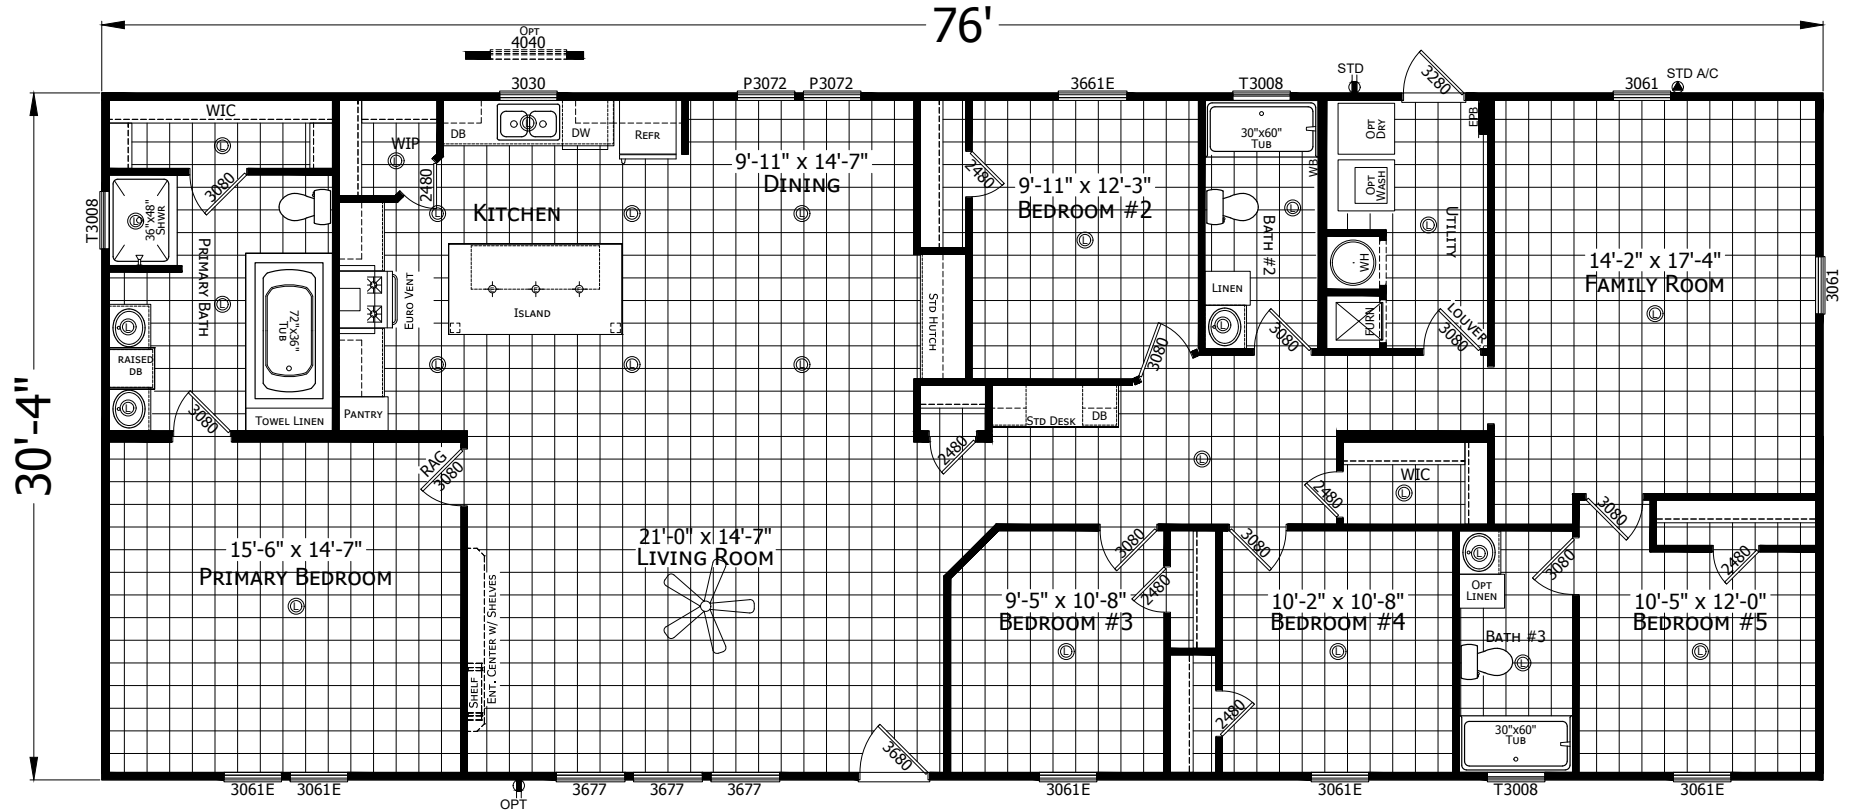 76'
OPT
4040
3030
P3072
P3072
3661E
T3008
STD
3280
3061
STD A/C
WIC
WIP
DB
DW
REFR
2480
3080
9'-11" x 14'-7"
DINING
2480
9'-11" x 12'-3"
BEDROOM #2
30"x60"
TUB
WB
OPT
DRY
EPB
OPT
WASH
T3008
36"x48"
SHWR
KITCHEN
PRIMARY BATH
BATH #2
UTILITY
WH
14'-2" x 17'-4"
FAMILY ROOM
3061
EURO VENT
ISLAND
STD HUTCH
LINEN
FURN
LOUVER
3080
3080
3080
72"x36"
TUB
RAISED
DB
PANTRY
TOWEL LINEN
3080
STD DESK
DB
2480
30'-4"
RAG
3080
WIC
2480
3080
15'-6" x 14'-7"
PRIMARY BEDROOM
21'-0" x 14'-7"
LIVING ROOM
3080
2480
3080
3080
2480
9'-5" x 10'-8"
BEDROOM #3
10'-2" x 10'-8"
BEDROOM #4
OPT
LINEN
10'-5" x 12'-0"
BEDROOM #5
BATH #3
ENT. CENTER W/ SHELVES
SHELF
2480
30"x60"
TUB
3680
3061E
3061E
OPT
3677
3677
3677
3061E
3061E
T3008
3061E